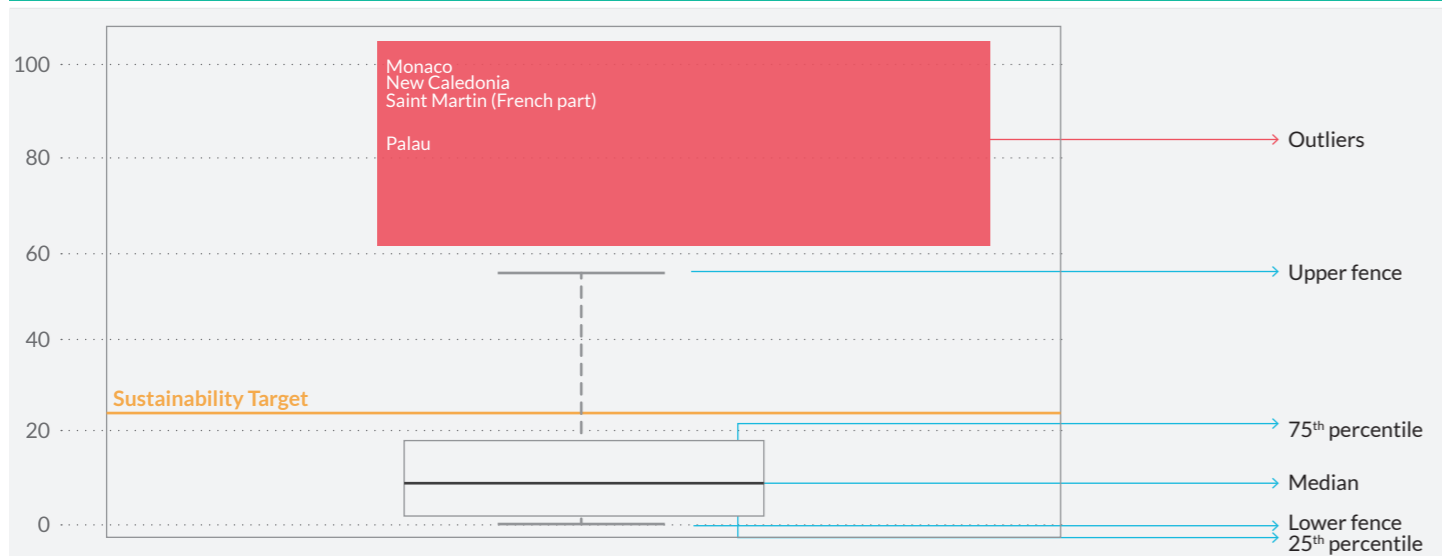 100
80
60
40
20
0
Monaco
New Caledonia
Saint Martin (French part)
Palau
Sustainability Target
Outliers
Upper fence
75th percentile
Median
Lower fence
25th percentile